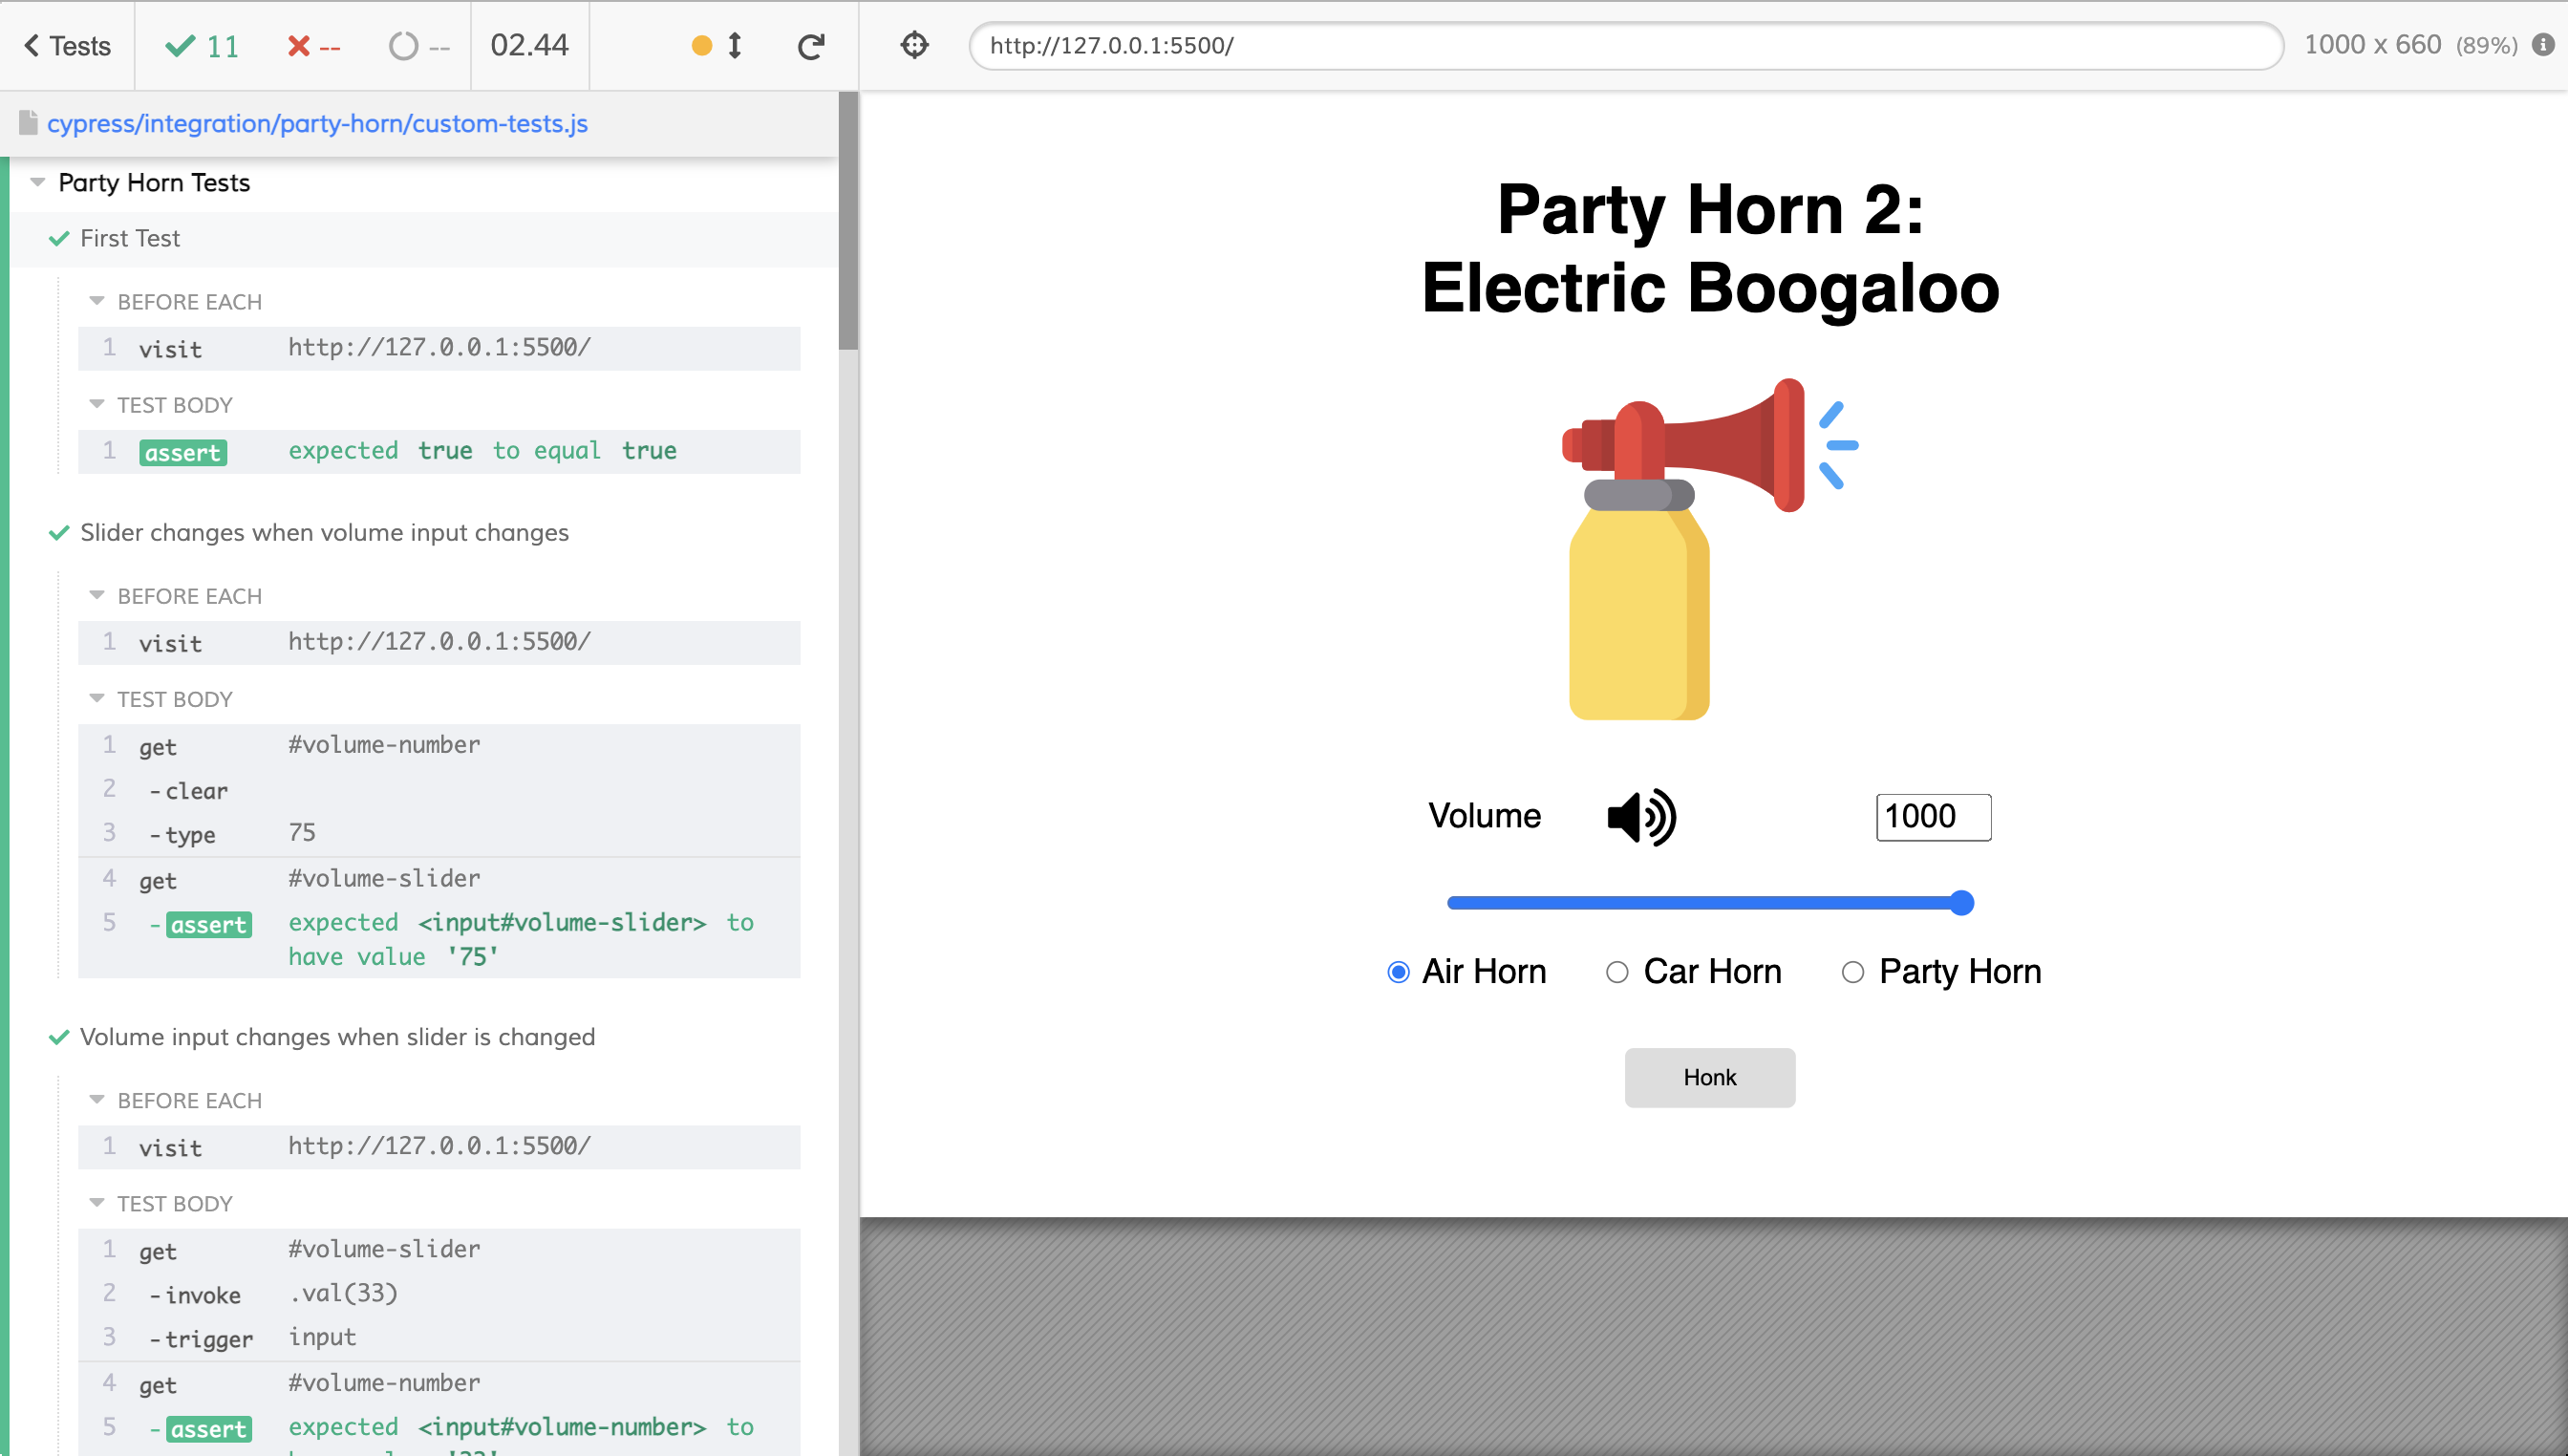 Tests 11 -- -- 02.44
http://127.0.0.1:5500/ 1000 x 660 (89%)
cypress/integration/party-horn/custom-tests.js
Party Horn Tests
First Test
BEFORE EACH
1 visit http://127.0.0.1:5500/
TEST BODY
1 assert expected true to equal true
Slider changes when volume input changes
BEFORE EACH
1 visit http://127.0.0.1:5500/
TEST BODY
1 get #volume-number
2 -clear
3 -type 75
4 get #volume-slider
5 -assert expected <input#volume-slider> to
have value '75'
Volume input changes when slider is changed
BEFORE EACH
1 visit http://127.0.0.1:5500/
TEST BODY
1 get #volume-slider
2 -invoke .val(33)
3 -trigger input
4 get #volume-number
5 -assert expected <input#volume-number> to
Party Horn 2:
Electric Boogaloo
Volume 1000
Air Horn Car Horn Party Horn
Honk